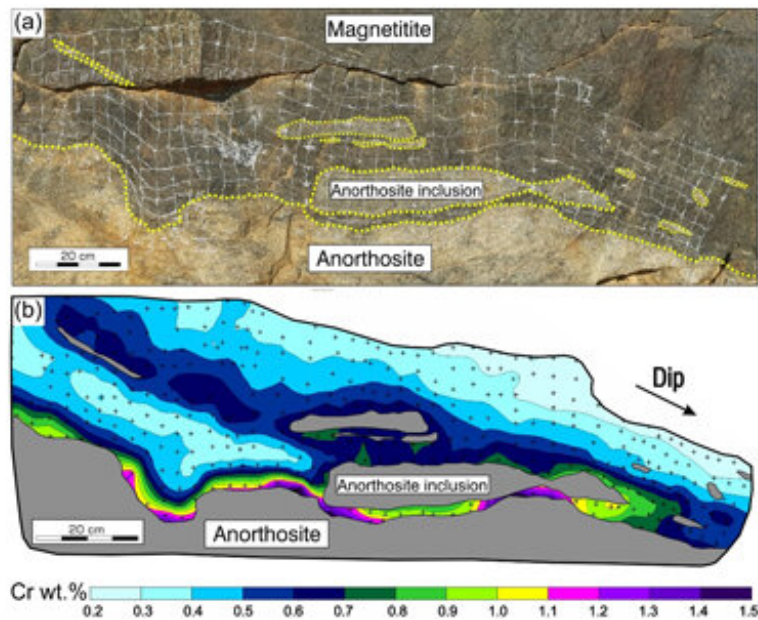 (a)
Magnetitite
Anorthosite inclusion
20 cm
Anorthosite
(b)
Dip
Anorthosite inclusion
20 cm
Anorthosite
Cr wt.%
0.2 0.3 0.4 0.5 0.6 0.7 0.8 0.9 1.0 1.1 1.2 1.3 1.4 1.5